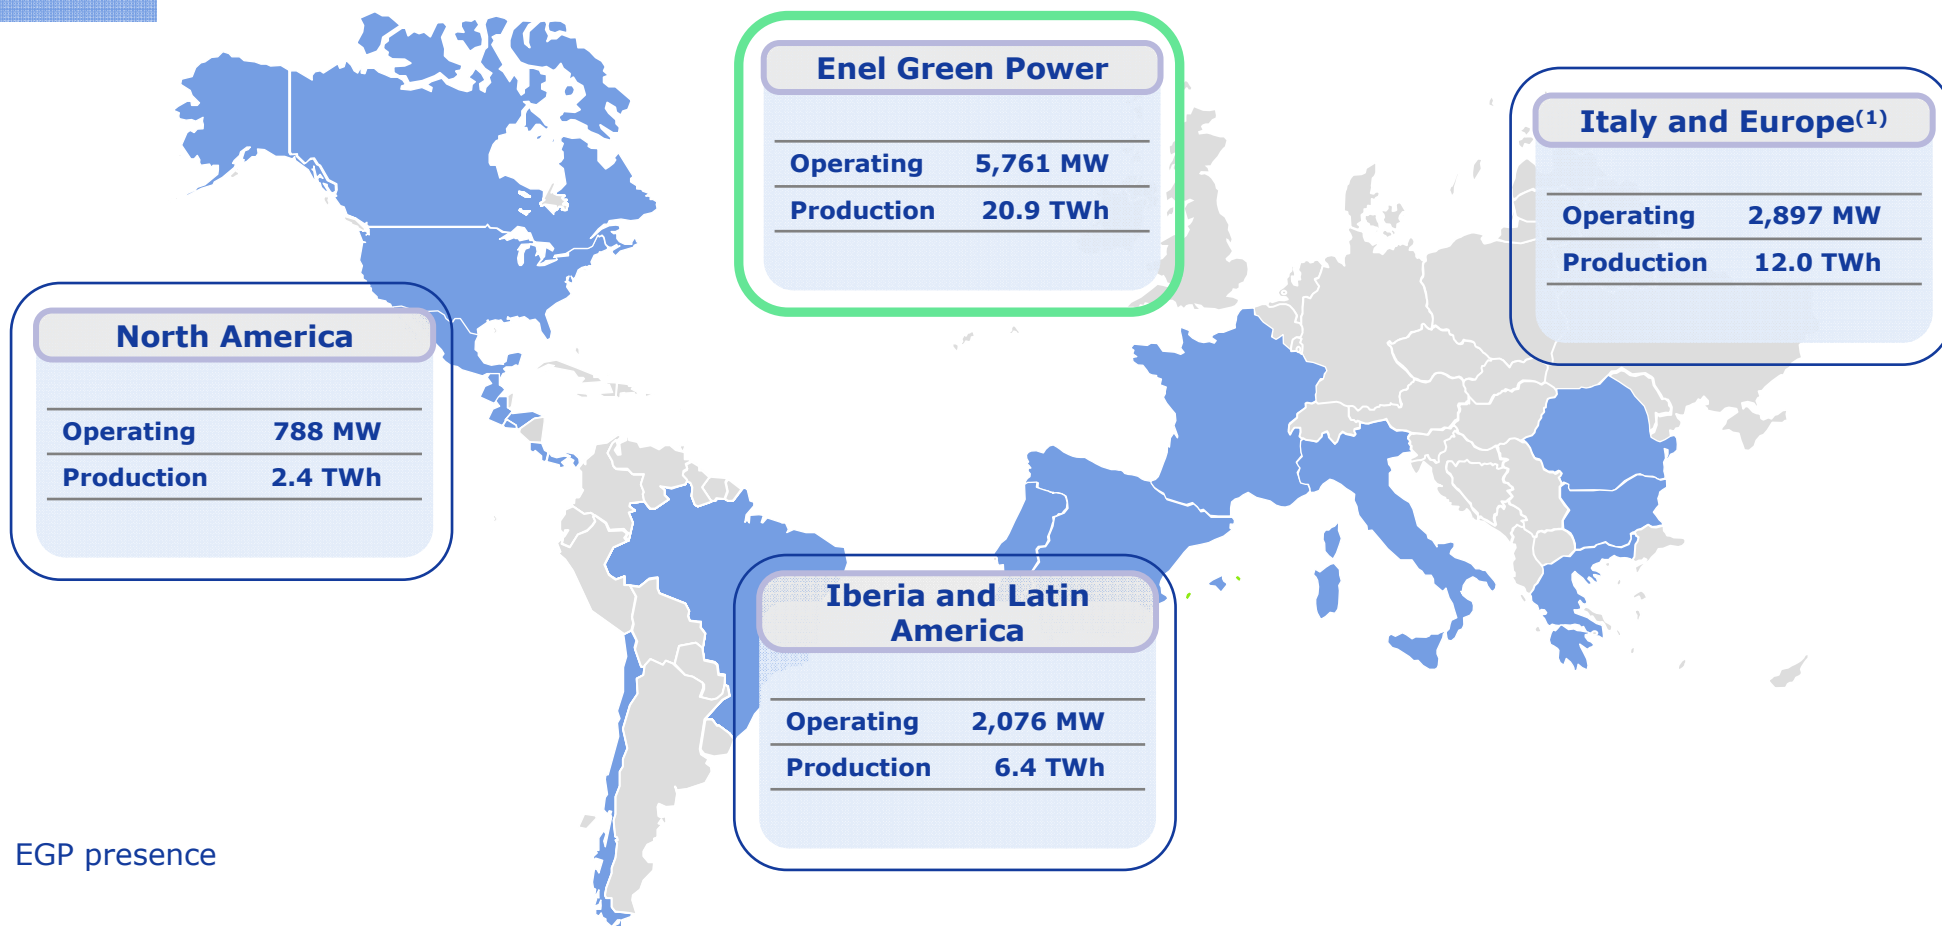 Enel Green Power
Operating 5,761 MW
Production 20.9 TWh
Italy and Europe(1)
Operating 2,897 MW
Production 12.0 TWh
North America
Operating 788 MW
Production 2.4 TWh
Iberia and Latin
America
Operating 2,076 MW
Production 6.4 TWh
EGP presence